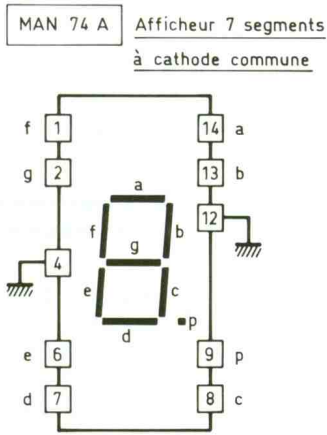 MAN 74 A Afficheur 7 segments
à cathode commune
f 1 14 a
g 2 13 b
12
a
f b
g
4
e c
p
d
e 6 9 p
d 7 8 c